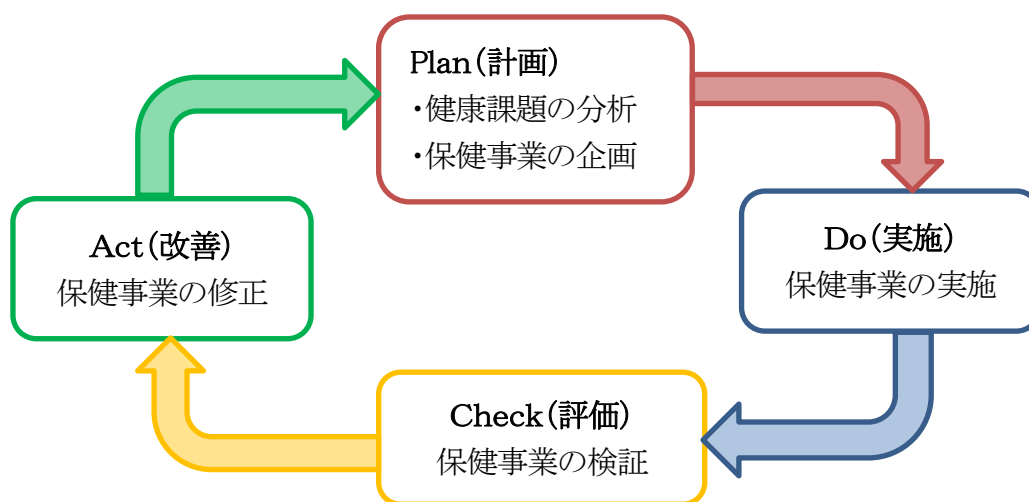 Plan(計画)
・健康課題の分析
・保健事業の企画
Do(実施)
保健事業の実施
Check(評価)
保健事業の検証
Act(改善)
保健事業の修正